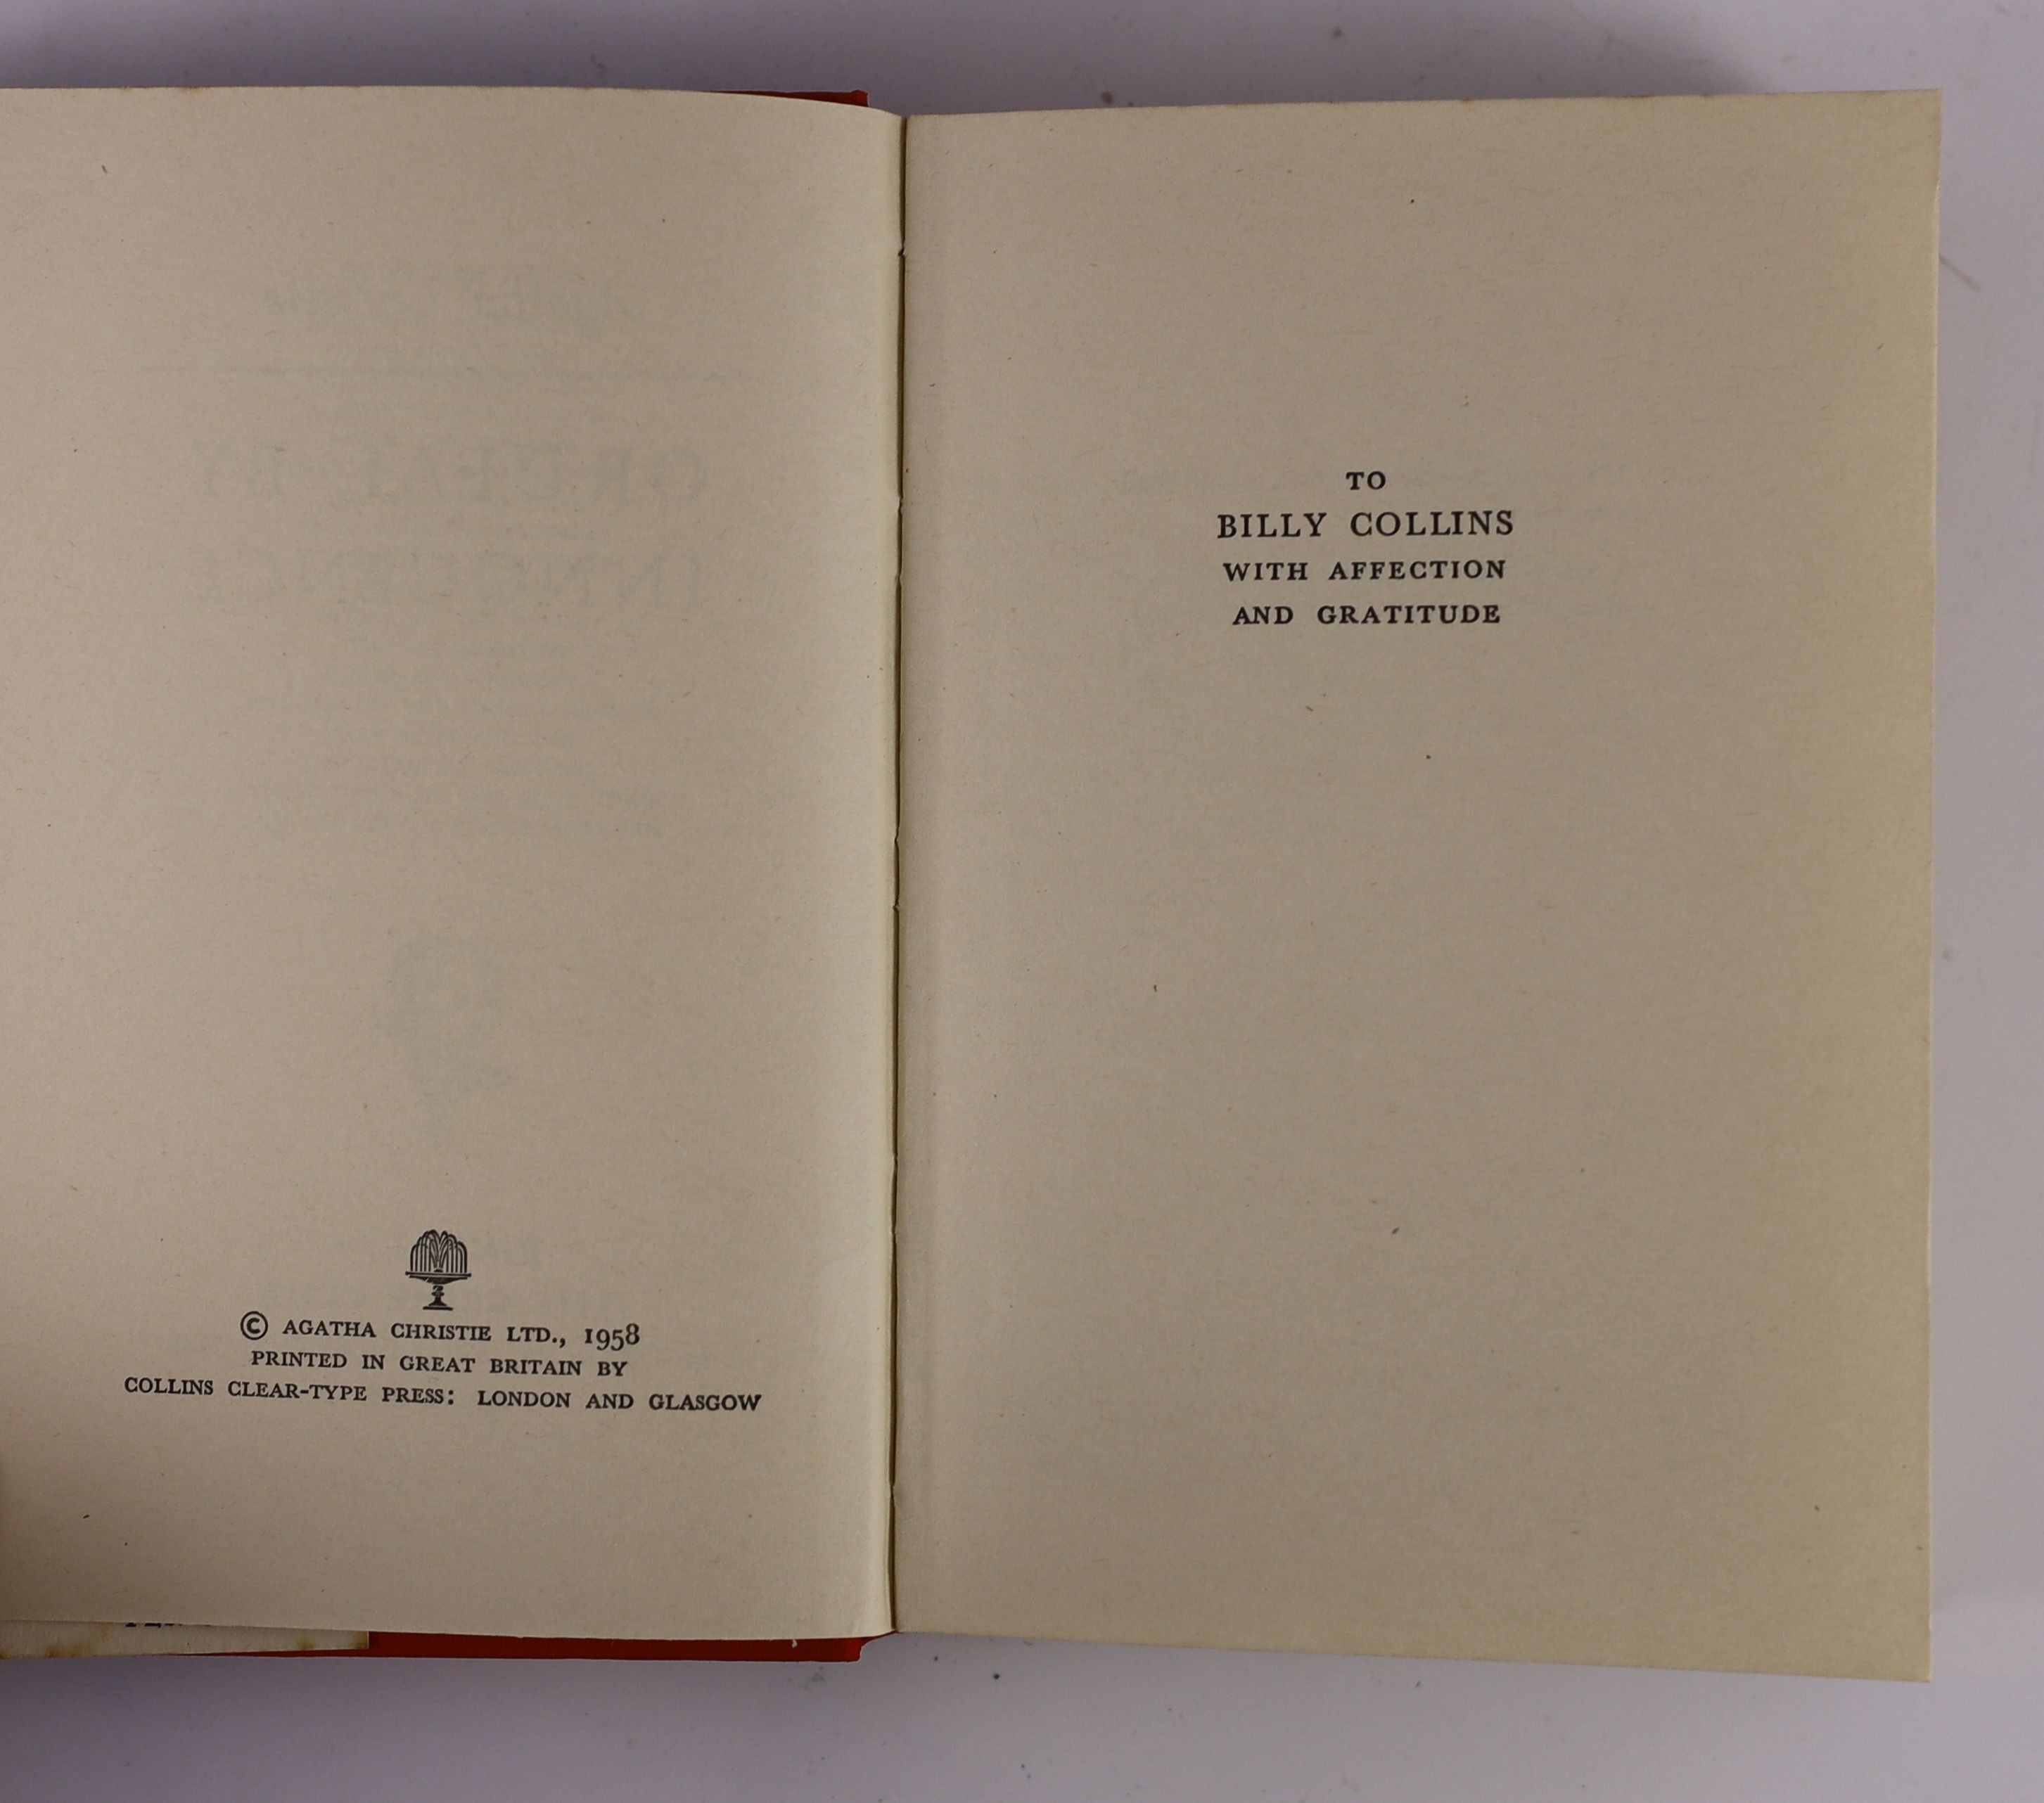 © AGATHA CHRISTIE LTD., 1958
PRINTED IN GREAT BRITAIN BY
COLLINS CLEAR-TYPE PRESS: LONDON AND GLASGOW
TO
BILLY COLLINS
WITH AFFECTION
AND GRATITUDE